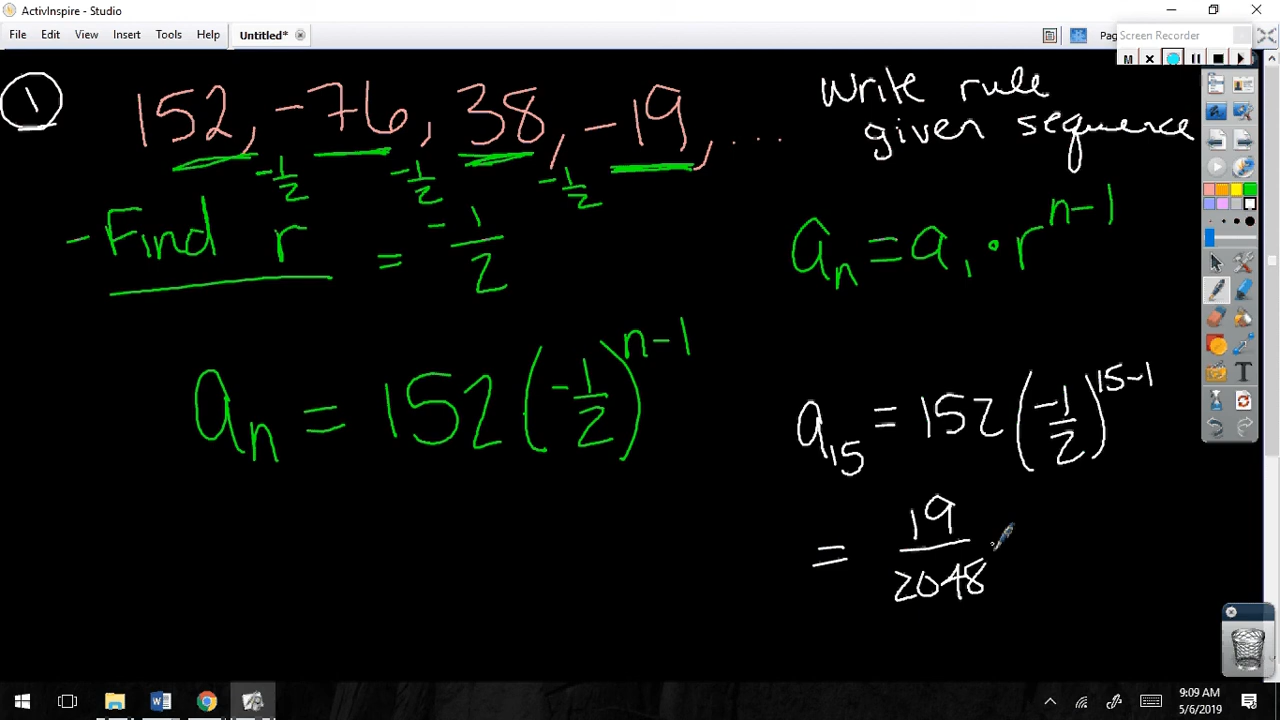 ActivInspire - Studio
File Edit View Insert Tools Help Untitled* Pag
Screen Recorder
1
152, -76, 38, -19, ...
-1/2 -1/2 -1/2
Write rule
given sequence
-Find r = -1/2
aₙ = a₁ · r^(n-1)
aₙ = 152(-1/2)^(n-1)
a₁₅ = 152(-1/2)^(15-1)
= 19/2048
9:09 AM
5/6/2019